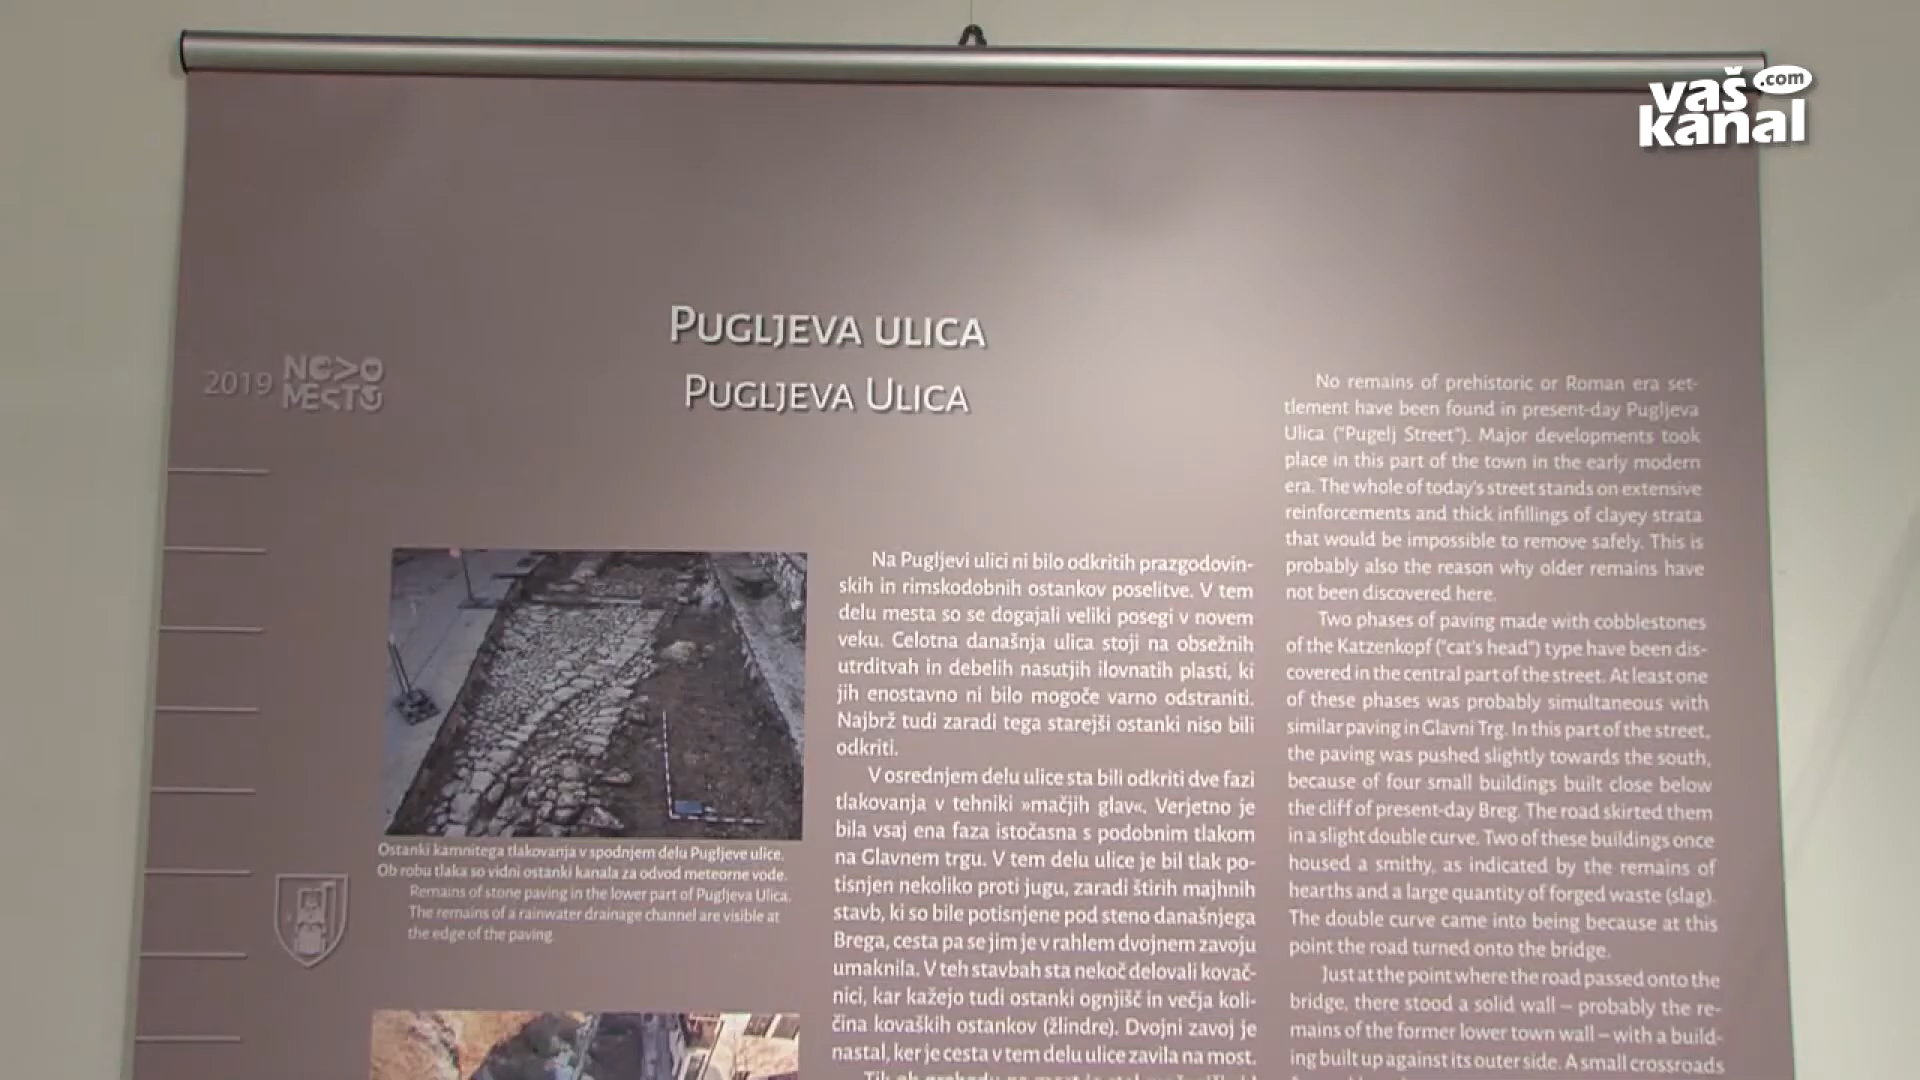 vaš .com
kanal
Pugljeva ulica
Pugljeva Ulica
2019 NOVO
MESTO
Ostanki kamnitega tlakovanja v spodnjem delu Pugljeve ulice.
Ob robu tlaka so vidni ostanki kanala za odvod meteorne vode.
Remains of stone paving in the lower part of Pugljeva Ulica.
The remains of a rainwater drainage channel are visible at
the edge of the paving.
Na Pugljevi ulici ni bilo odkritih prazgodovin-
skih in rimskodobnih ostankov poselitve. V tem
delu mesta so se dogajali veliki posegi v novem
veku. Celotna današnja ulica stoji na obsežnih
utrditvah in debelih nasutjih ilovnatih plasti, ki
jih enostavno ni bilo mogoče varno odstraniti.
Najbrž tudi zaradi tega starejši ostanki niso bili
odkriti.
V osrednjem delu ulice sta bili odkriti dve fazi
tlakovanja v tehniki »mačjih glav«. Verjetno je
bila vsaj ena faza istočasna s podobnim tlakom
na Glavnem trgu. V tem delu ulice je bil tlak po-
tisnjen nekoliko proti jugu, zaradi štirih majhnih
stavb, ki so bile potisnjene pod steno današnjega
Brega, cesta pa se jim je v rahlem dvojnem zavoju
umaknila. V teh stavbah sta nekoč delovali kovač-
nici, kar kažejo tudi ostanki ognjišč in večja koli-
čina kovaških ostankov (žlindre). Dvojni zavoj je
nastal, ker je cesta v tem delu ulice zavila na most.
No remains of prehistoric or Roman era set-
tlement have been found in present-day Pugljeva
Ulica ("Pugelj Street"). Major developments took
place in this part of the town in the early modern
era. The whole of today's street stands on extensive
reinforcements and thick infillings of clayey strata
that would be impossible to remove safely. This is
probably also the reason why older remains have
not been discovered here.
Two phases of paving made with cobblestones
of the Katzenkopf ("cat's head") type have been dis-
covered in the central part of the street. At least one
of these phases was probably simultaneous with
similar paving in Glavni Trg. In this part of the street,
the paving was pushed slightly towards the south,
because of four small buildings built close below
the cliff of present-day Breg. The road skirted them
in a slight double curve. Two of these buildings once
housed a smithy, as indicated by the remains of
hearths and a large quantity of forged waste (slag).
The double curve came into being because at this
point the road turned onto the bridge.
Just at the point where the road passed onto the
bridge, there stood a solid wall – probably the re-
mains of the former lower town wall – with a build-
ing built up against its outer side. A small crossroads